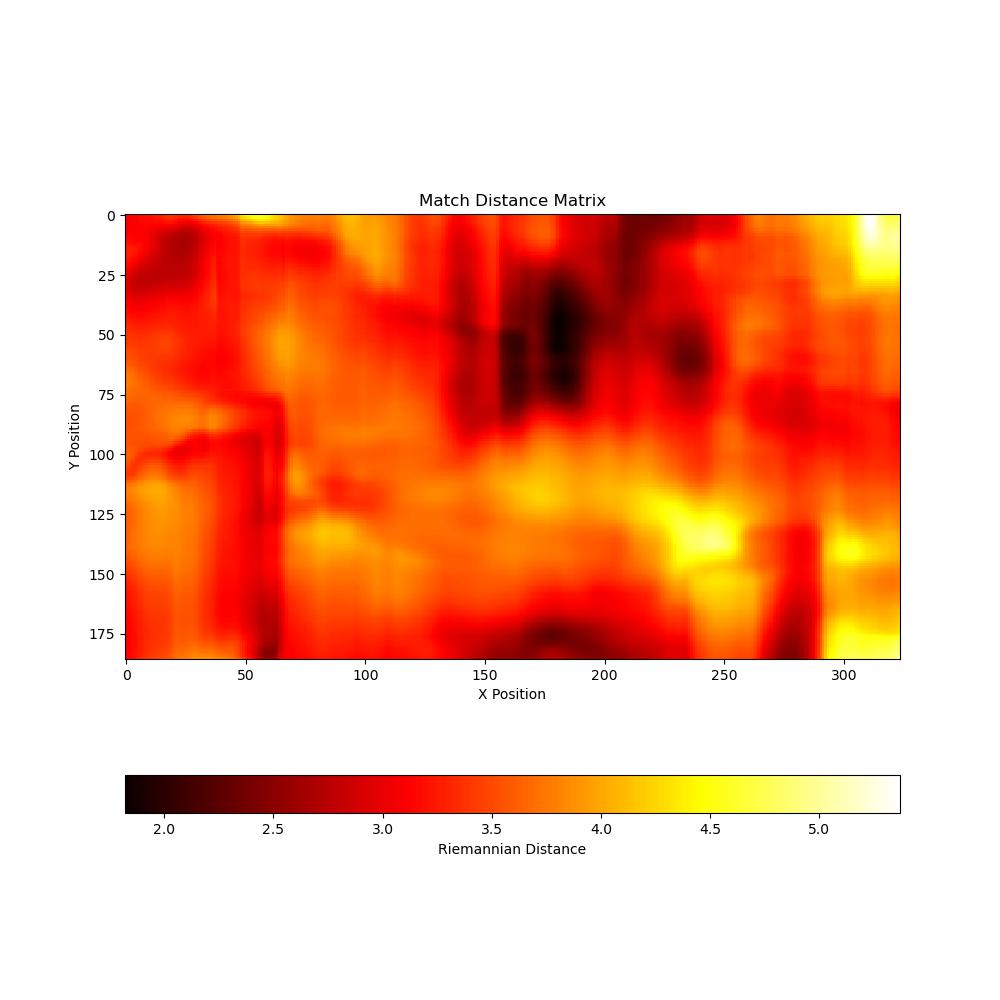 Match Distance Matrix
0
25
50
75
100
125
150
175
Y Position
0 50 100 150 200 250 300
X Position
2.0 2.5 3.0 3.5 4.0 4.5 5.0
Riemannian Distance